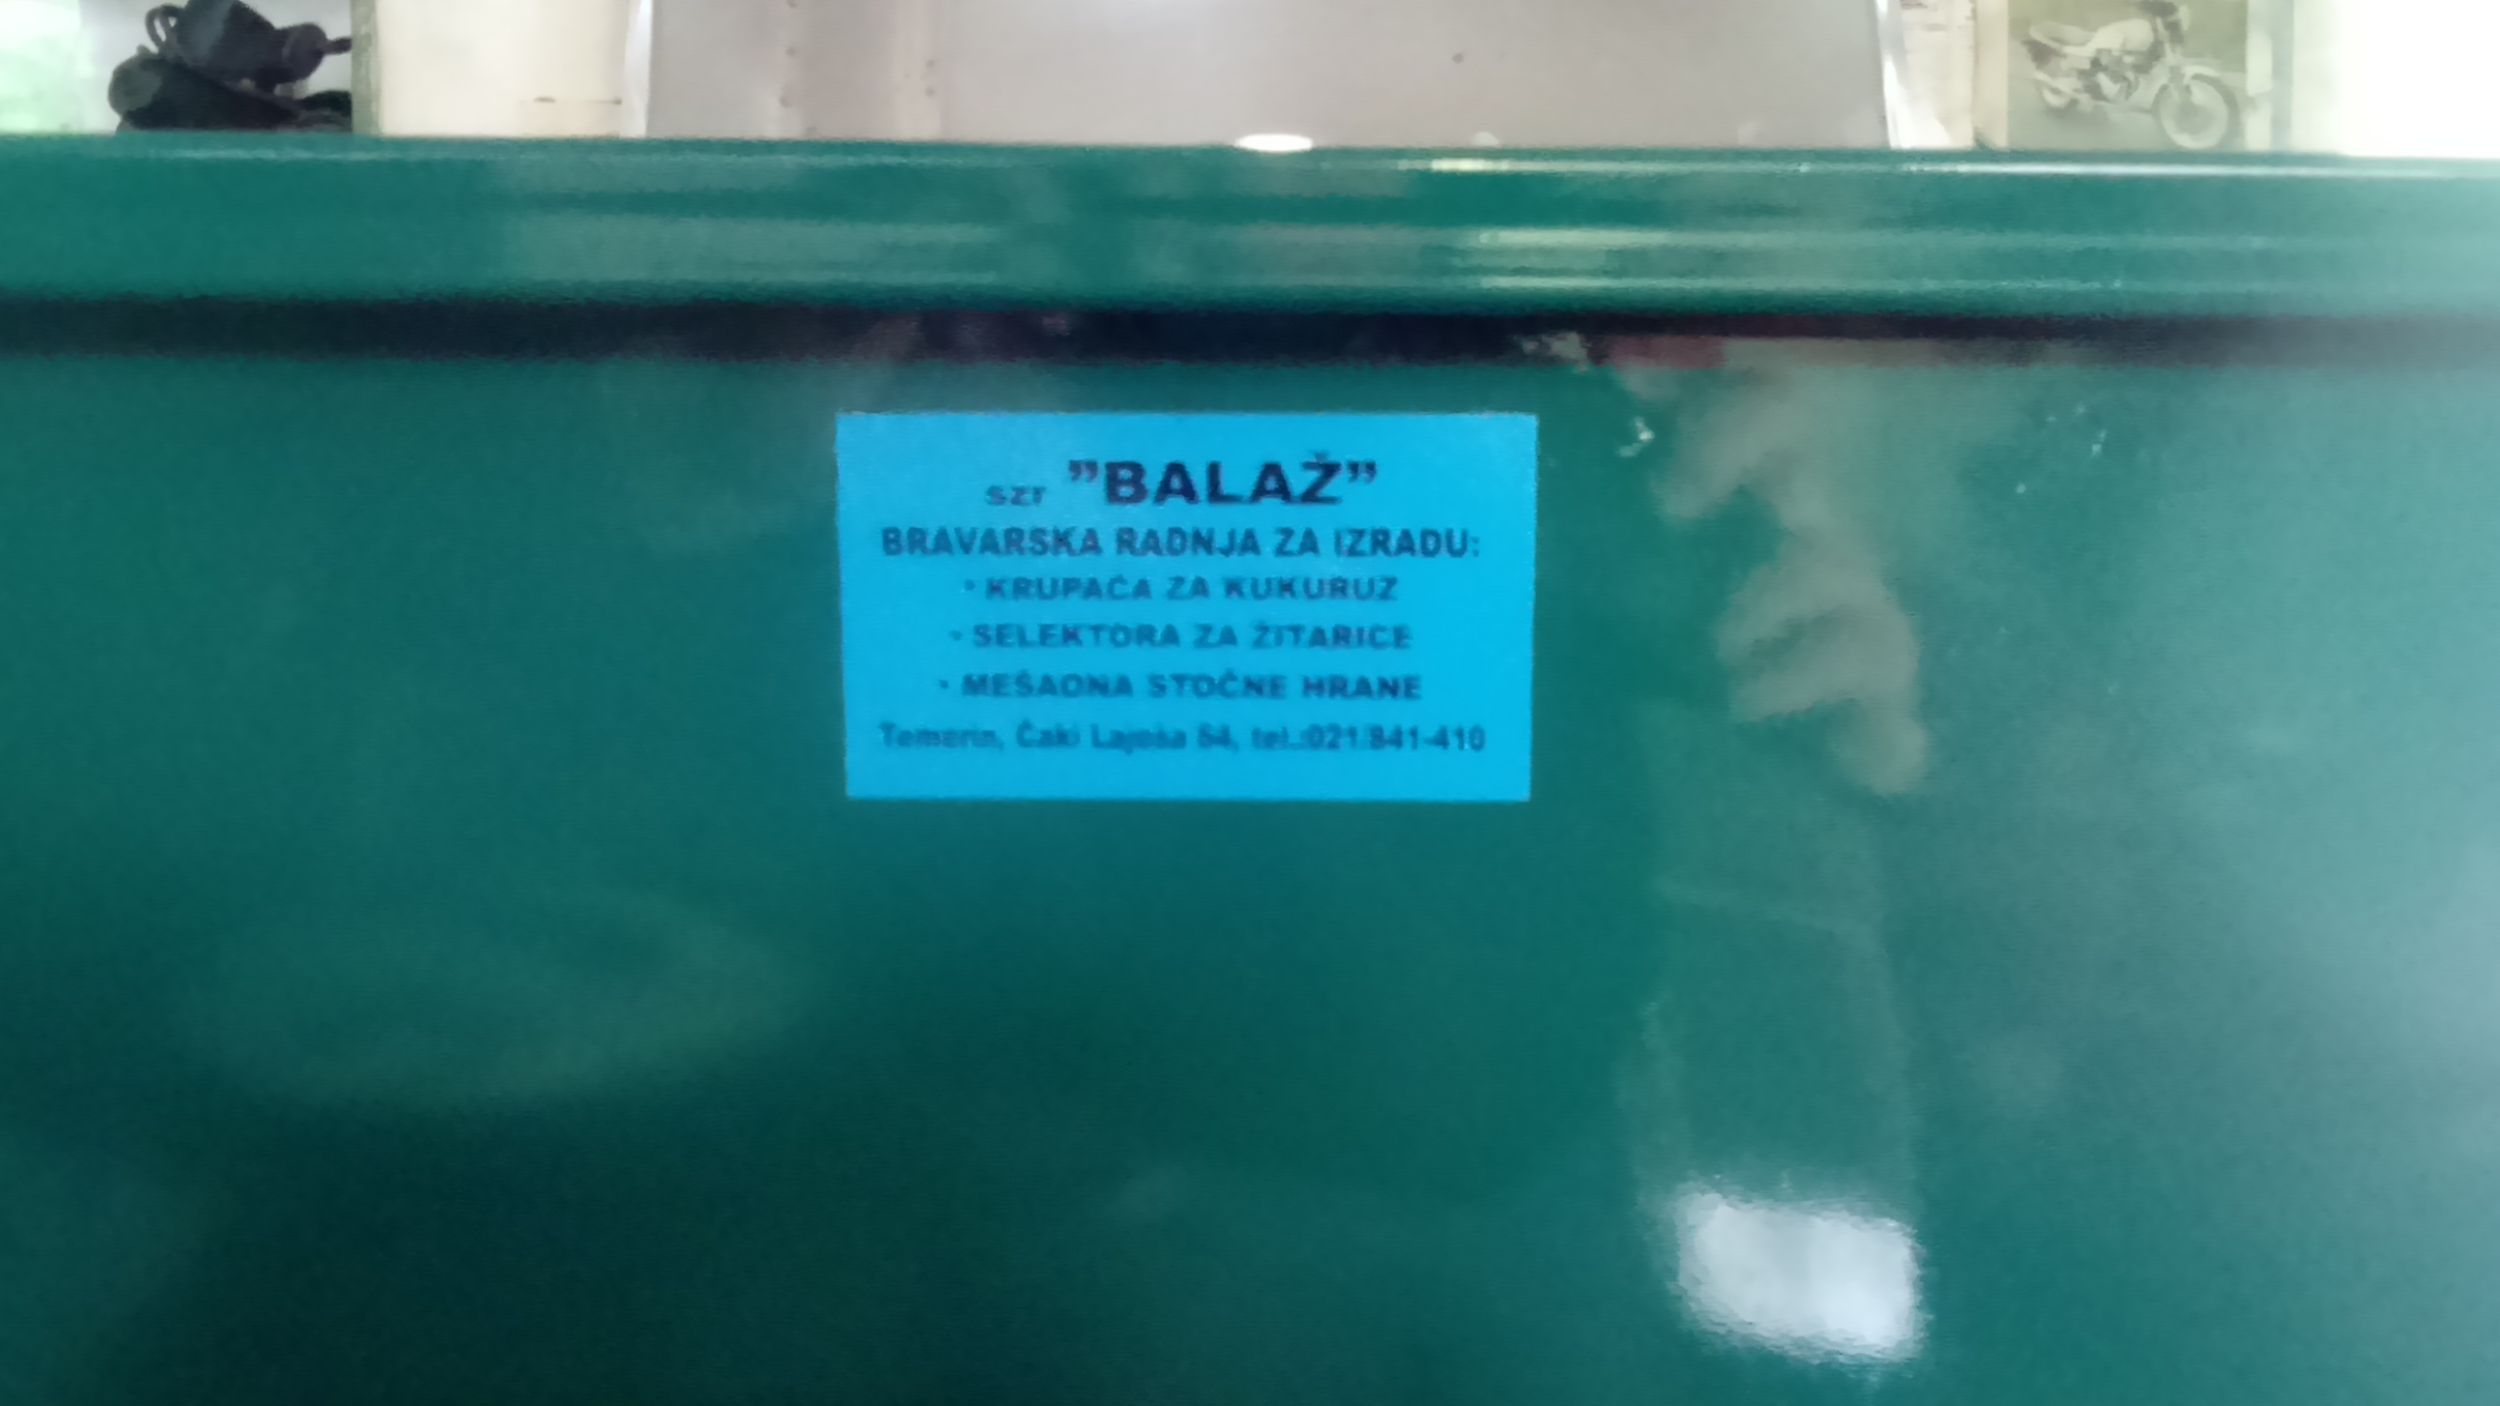 SZR "BALAŽ"
BRAVARSKA RADNJA ZA IZRADU:
• KRUPAČA ZA KUKURUZ
• SELEKTORA ZA ŽITARICE
• MEŠAONA STOČNE HRANE
Temerin, Čaki Lajoša 64, tel.:021/841-410